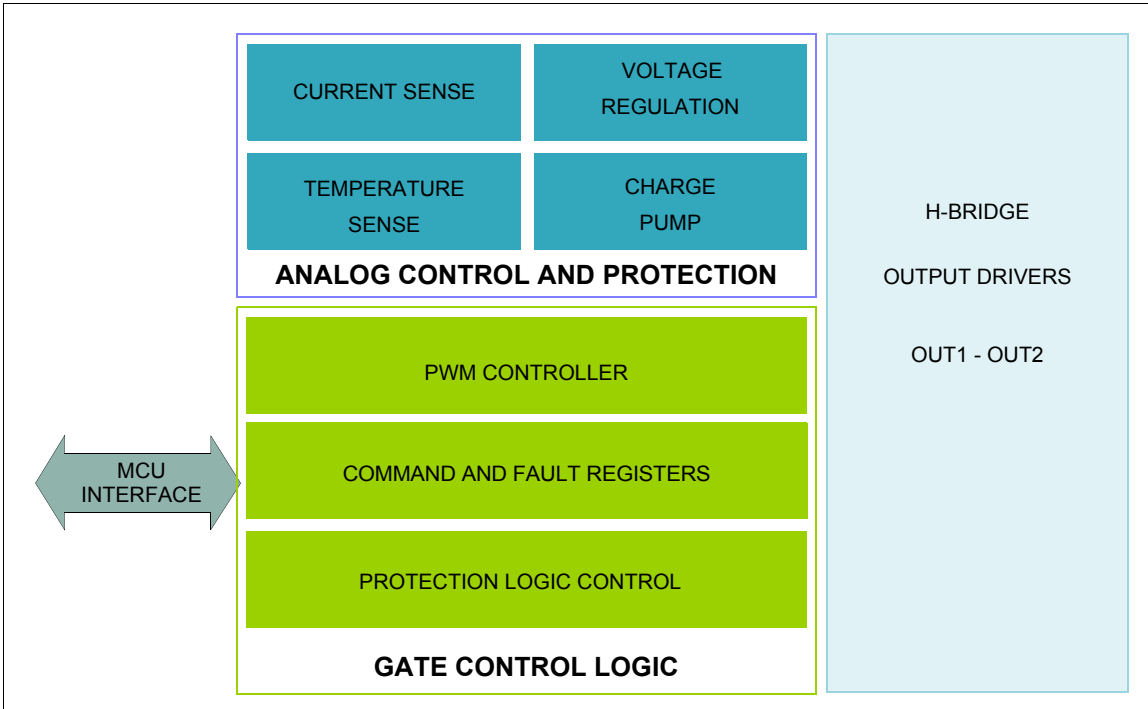 CURRENT SENSE
VOLTAGE
REGULATION
TEMPERATURE
SENSE
CHARGE
PUMP
ANALOG CONTROL AND PROTECTION
PWM CONTROLLER
COMMAND AND FAULT REGISTERS
PROTECTION LOGIC CONTROL
GATE CONTROL LOGIC
MCU
INTERFACE
H-BRIDGE
OUTPUT DRIVERS
OUT1 - OUT2